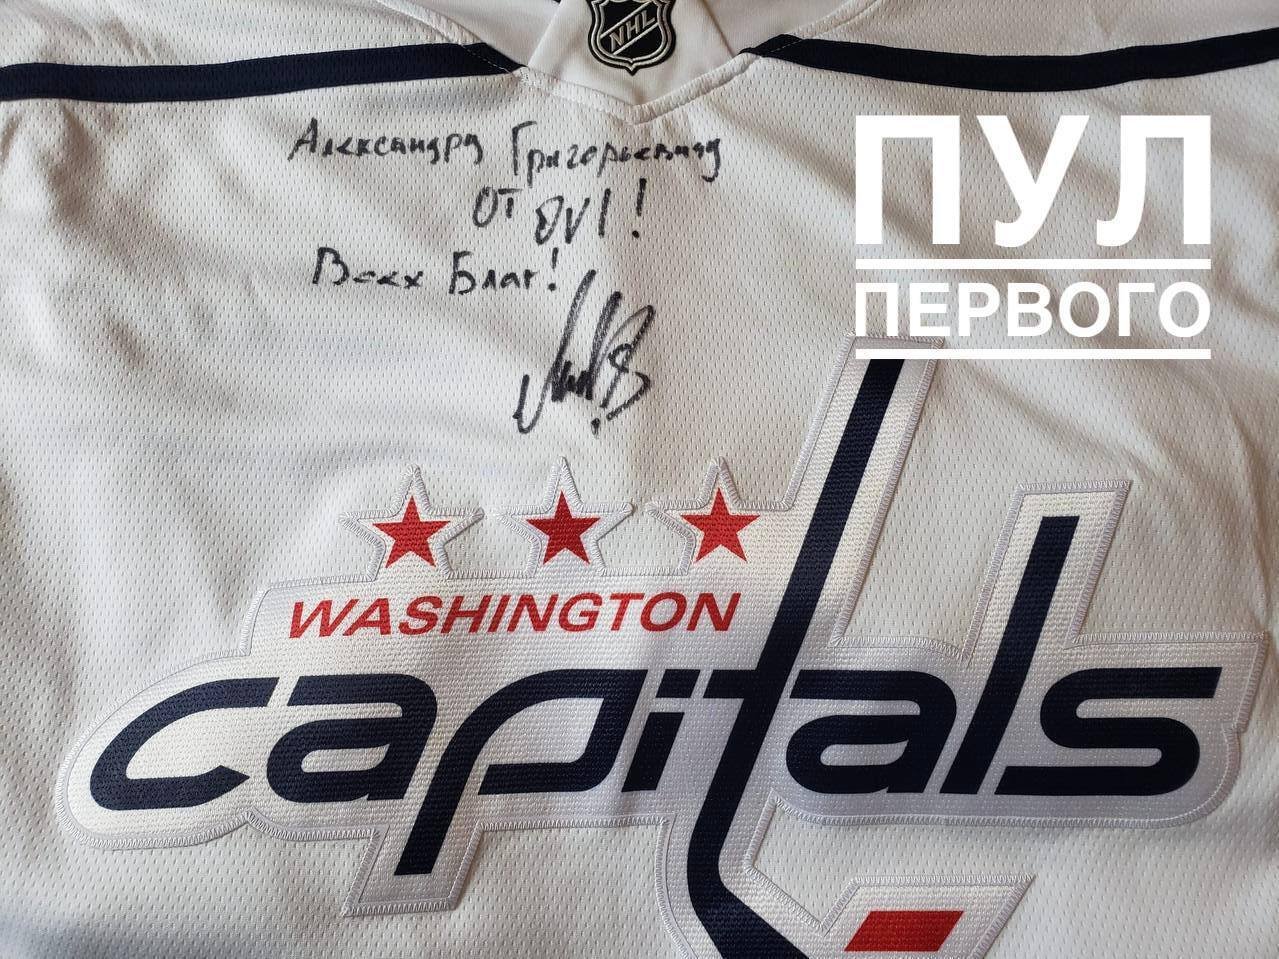 NHL
Александру Григорьевичу
от OVI!
Всех Благ!
ПУЛ
ПЕРВОГО
WASHINGTON
capitals